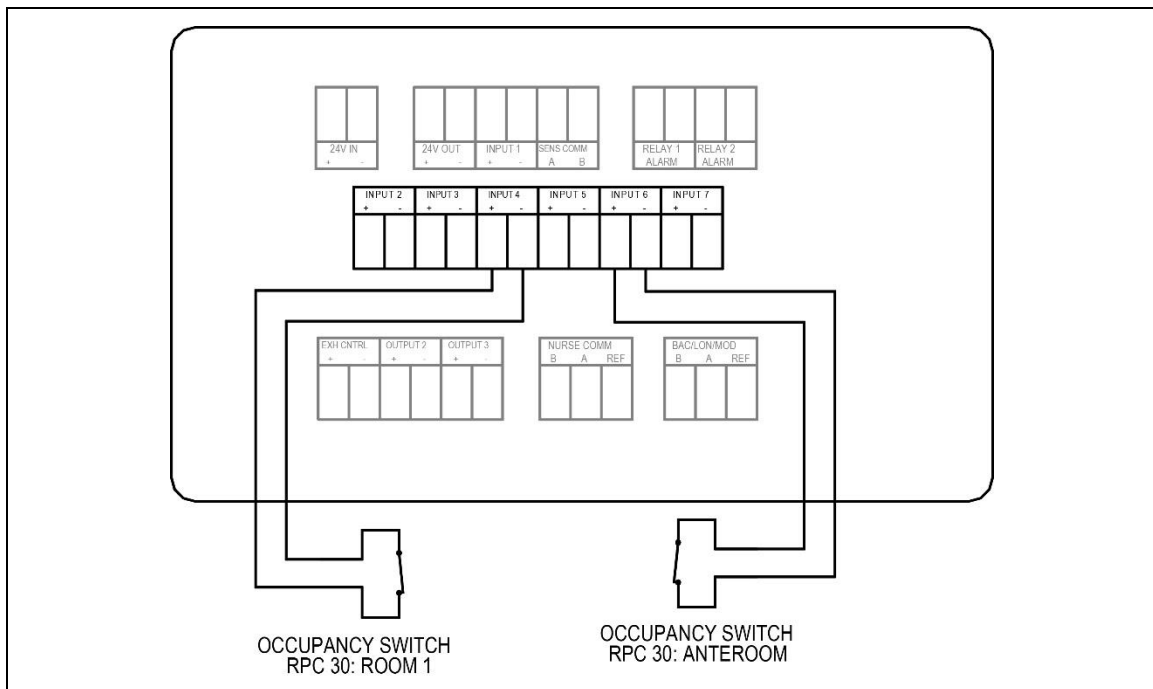 24V IN
+ -
24V OUT INPUT 1 SENS COMM
+ - + - A B
RELAY 1 RELAY 2
ALARM ALARM
INPUT 2 INPUT 3 INPUT 4 INPUT 5 INPUT 6 INPUT 7
+ - + - + - + - + - + -
EXH CNTRL OUTPUT 2 OUTPUT 3
+ - + - + -
NURSE COMM
B A REF
BAC/LON/MOD
B A REF
OCCUPANCY SWITCH
RPC 30: ROOM 1
OCCUPANCY SWITCH
RPC 30: ANTEROOM